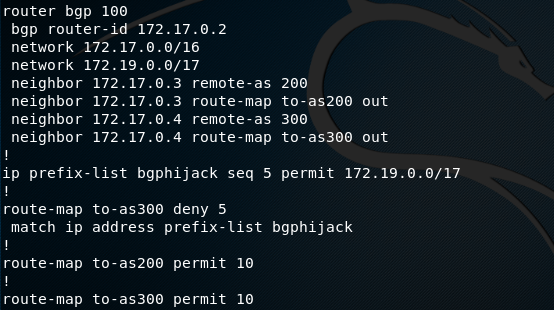 router bgp 100
 bgp router-id 172.17.0.2
 network 172.17.0.0/16
 network 172.19.0.0/17
 neighbor 172.17.0.3 remote-as 200
 neighbor 172.17.0.3 route-map to-as200 out
 neighbor 172.17.0.4 remote-as 300
 neighbor 172.17.0.4 route-map to-as300 out
!
ip prefix-list bgphijack seq 5 permit 172.19.0.0/17
!
route-map to-as300 deny 5
 match ip address prefix-list bgphijack
!
route-map to-as200 permit 10
!
route-map to-as300 permit 10